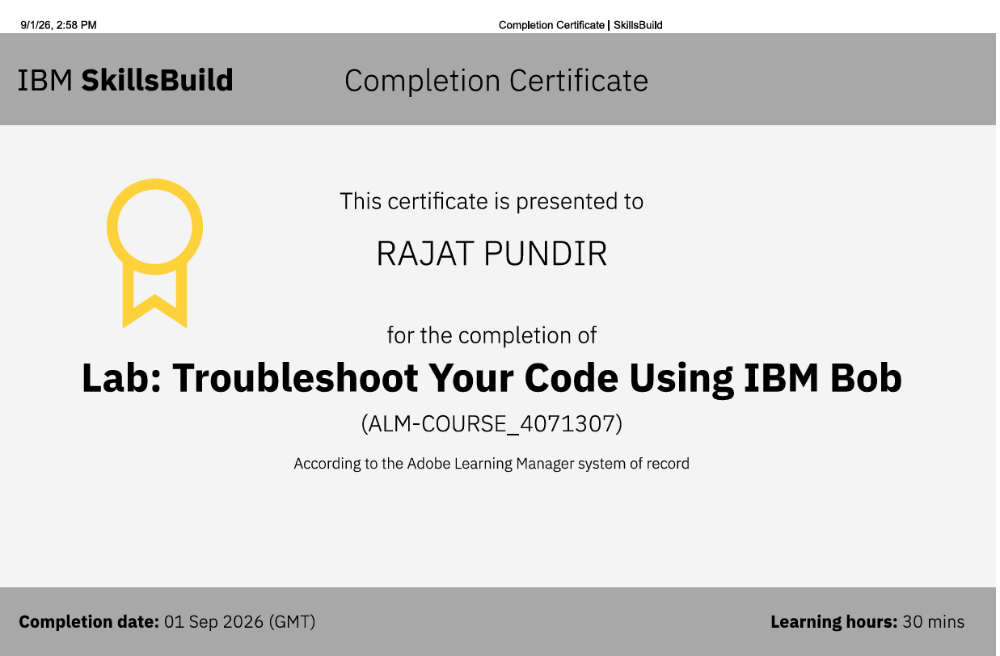 9/1/26, 2:58 PM
Completion Certificate | SkillsBuild
IBM SkillsBuild
Completion Certificate
This certificate is presented to
RAJAT PUNDIR
for the completion of
Lab: Troubleshoot Your Code Using IBM Bob
(ALM-COURSE_4071307)
According to the Adobe Learning Manager system of record
Completion date: 01 Sep 2026 (GMT)
Learning hours: 30 mins